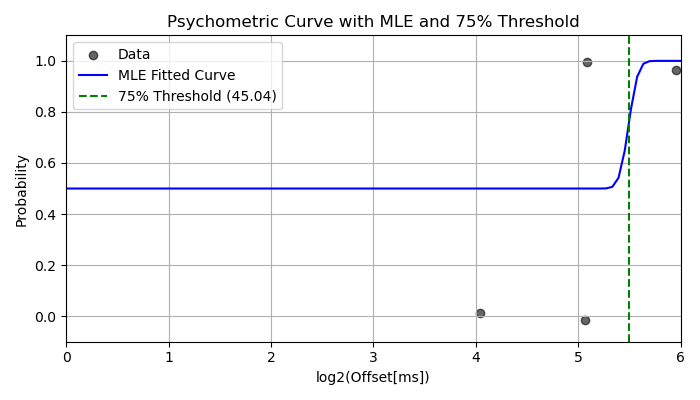 Psychometric Curve with MLE and 75% Threshold
Data
MLE Fitted Curve
75% Threshold (45.04)
Probability
1.0
0.8
0.6
0.4
0.2
0.0
0 1 2 3 4 5 6
log2(Offset[ms])